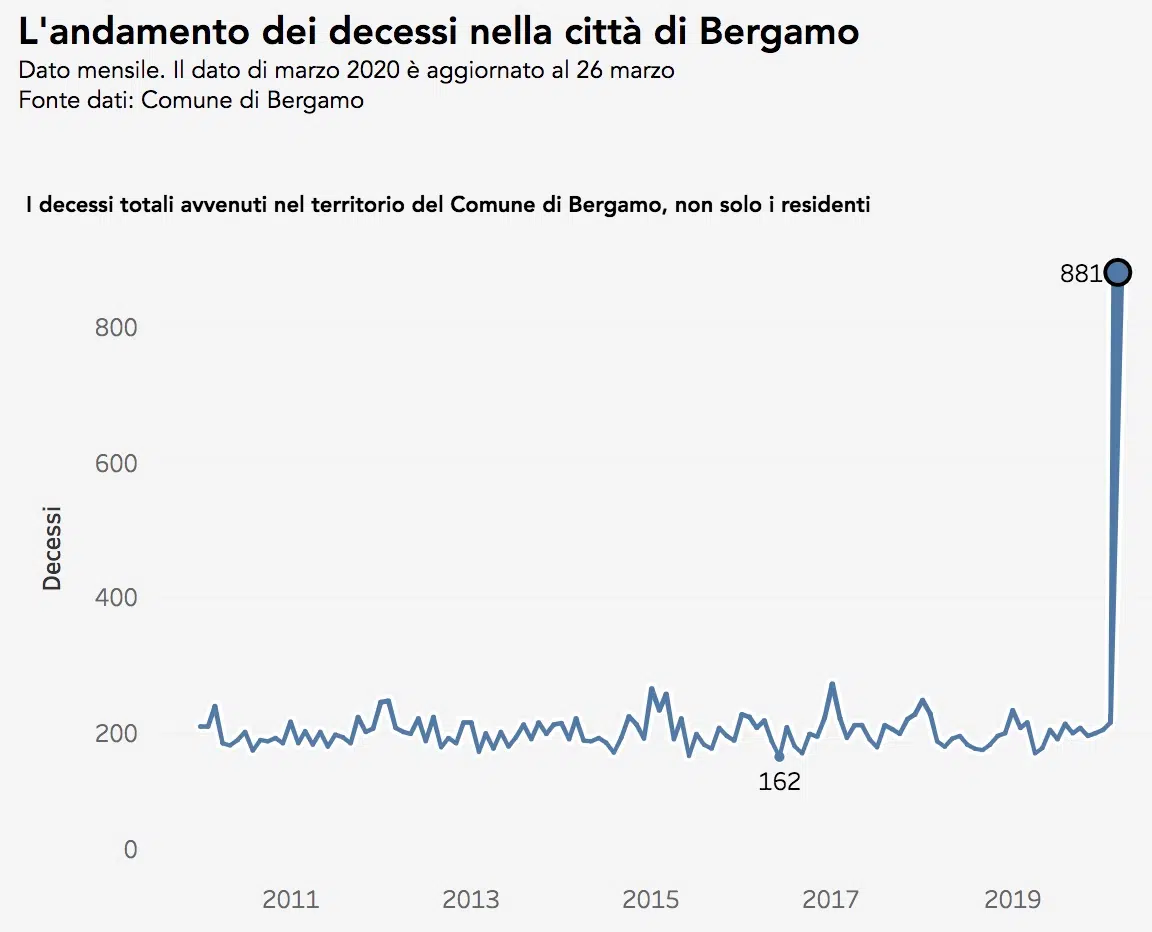 L'andamento dei decessi nella città di Bergamo
Dato mensile. Il dato di marzo 2020 è aggiornato al 26 marzo
Fonte dati: Comune di Bergamo
I decessi totali avvenuti nel territorio del Comune di Bergamo, non solo i residenti
881
800
600
400
200
0
Decessi
162
2011 2013 2015 2017 2019